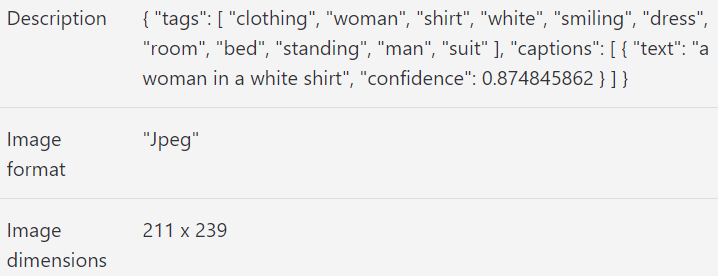 Description { "tags": [ "clothing", "woman", "shirt", "white", "smiling", "dress",
"room", "bed", "standing", "man", "suit" ], "captions": [ { "text": "a
woman in a white shirt", "confidence": 0.874845862 } ] }
Image "Jpeg"
format
Image 211 x 239
dimensions